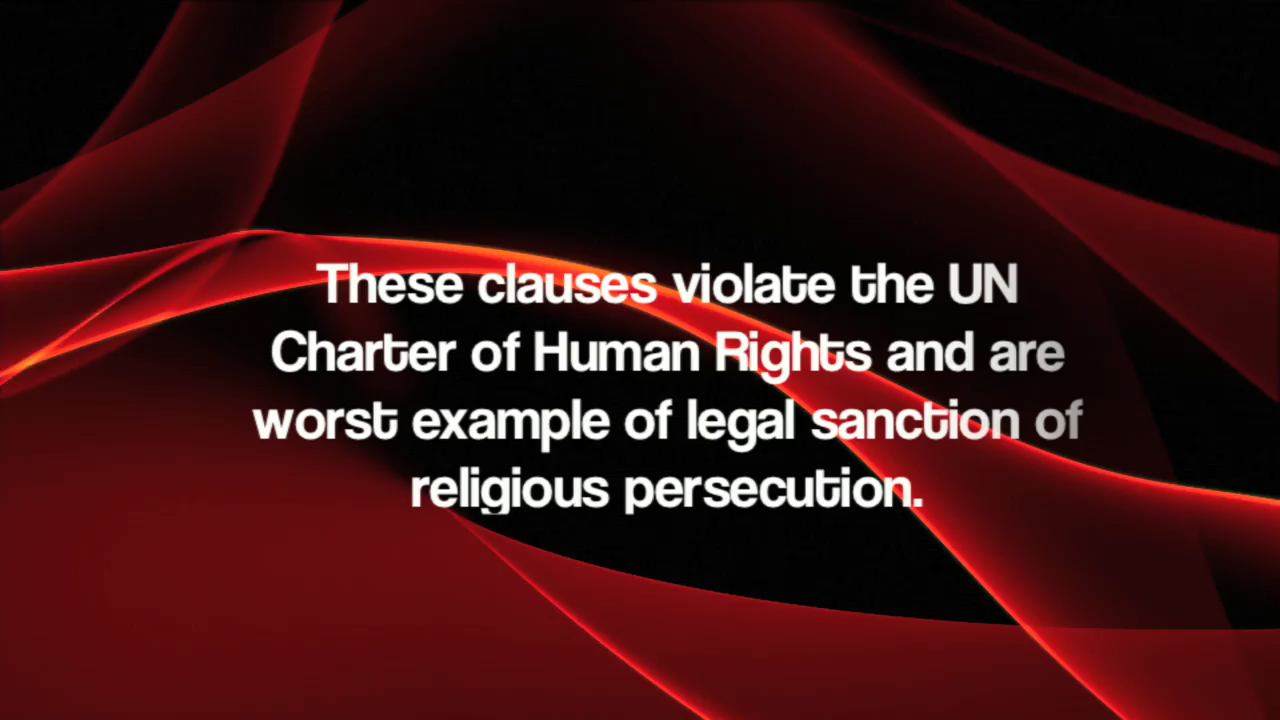 These clauses violate the UN
Charter of Human Rights and are
worst example of legal sanction of
religious persecution.